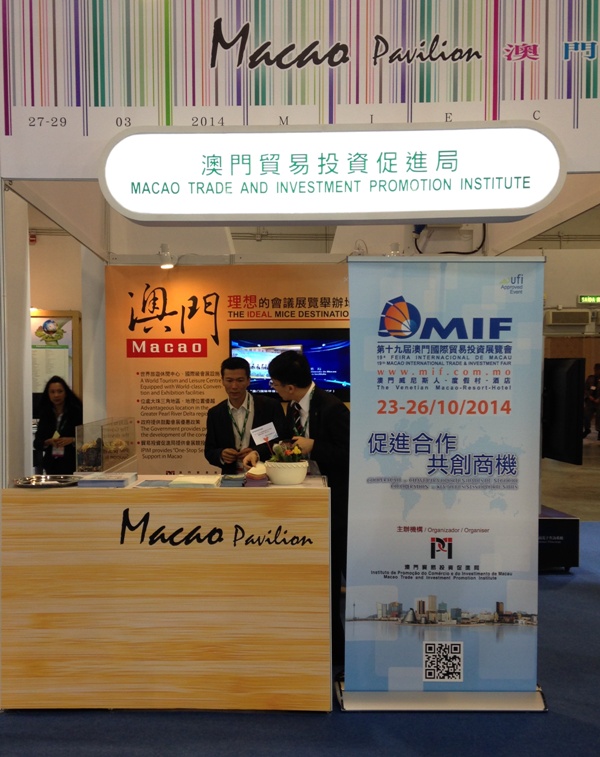 Macao Pavilion 澳門
27-29 03 2014 M I E C
澳門貿易投資促進局
MACAO TRADE AND INVESTMENT PROMOTION INSTITUTE
澳門
Macao
理想的會議展覽舉辦地
THE IDEAL MICE DESTINATION
A World Tourism and Leisure Centre
Equipped with World-class Conven-
tion and Exhibition facilities
Advantageous location in the
Greater Pearl River Delta region
The Government provides
the development of the
IPIM provides "One-Stop
Support in Macao
ufi
Approved
Event
MIF
第十九屆澳門國際貿易投資展覽會
19ª FEIRA INTERNACIONAL DE MACAU
19TH MACAO INTERNATIONAL TRADE & INVESTMENT FAIR
www.mif.com.mo
澳門威尼斯人-度假村-酒店
The Venetian Macao-Resort-Hotel
23-26/10/2014
促進合作
共創商機
主辦機構/Organizador/Organiser
澳門貿易投資促進局
Instituto de Promoção do Comércio e do Investimento de Macau
Macao Trade and Investment Promotion Institute
Macao Pavilion